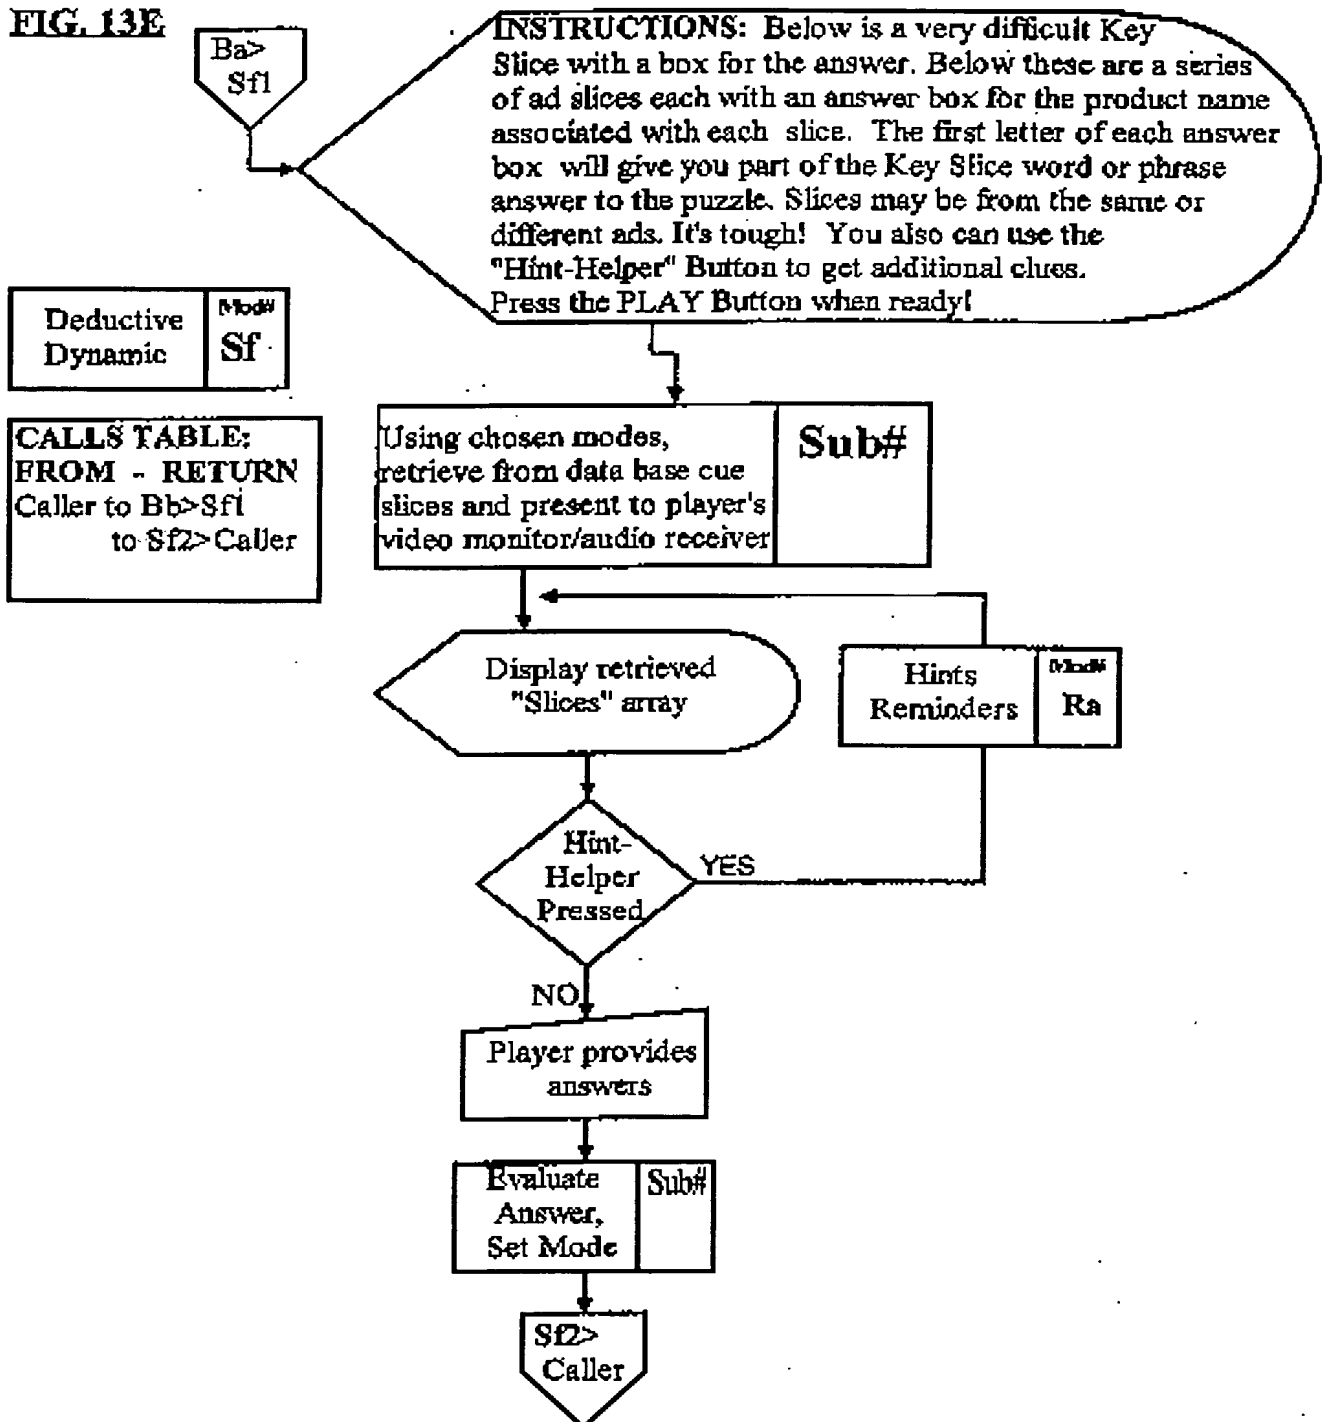 FIG. 13E
Ba>
Sf1
INSTRUCTIONS: Below is a very difficult Key
Slice with a box for the answer. Below these are a series
of ad slices each with an answer box for the product name
associated with each slice. The first letter of each answer
box will give you part of the Key Slice word or phrase
answer to the puzzle. Slices may be from the same or
different ads. It's tough! You also can use the
"Hint-Helper" Button to get additional clues.
Press the PLAY Button when ready!
Deductive
Dynamic
Mod#
Sf
CALLS TABLE:
FROM - RETURN
Caller to Bb>Sf1
to Sf2>Caller
Using chosen modes,
retrieve from data base cue
slices and present to player's
video monitor/audio receiver
Sub#
Display retrieved
"Slices" array
Hints
Reminders
Mod#
Ra
Hint-
Helper
Pressed
YES
NO
Player provides
answers
Evaluate
Answer,
Set Mode
Sub#
Sf2>
Caller